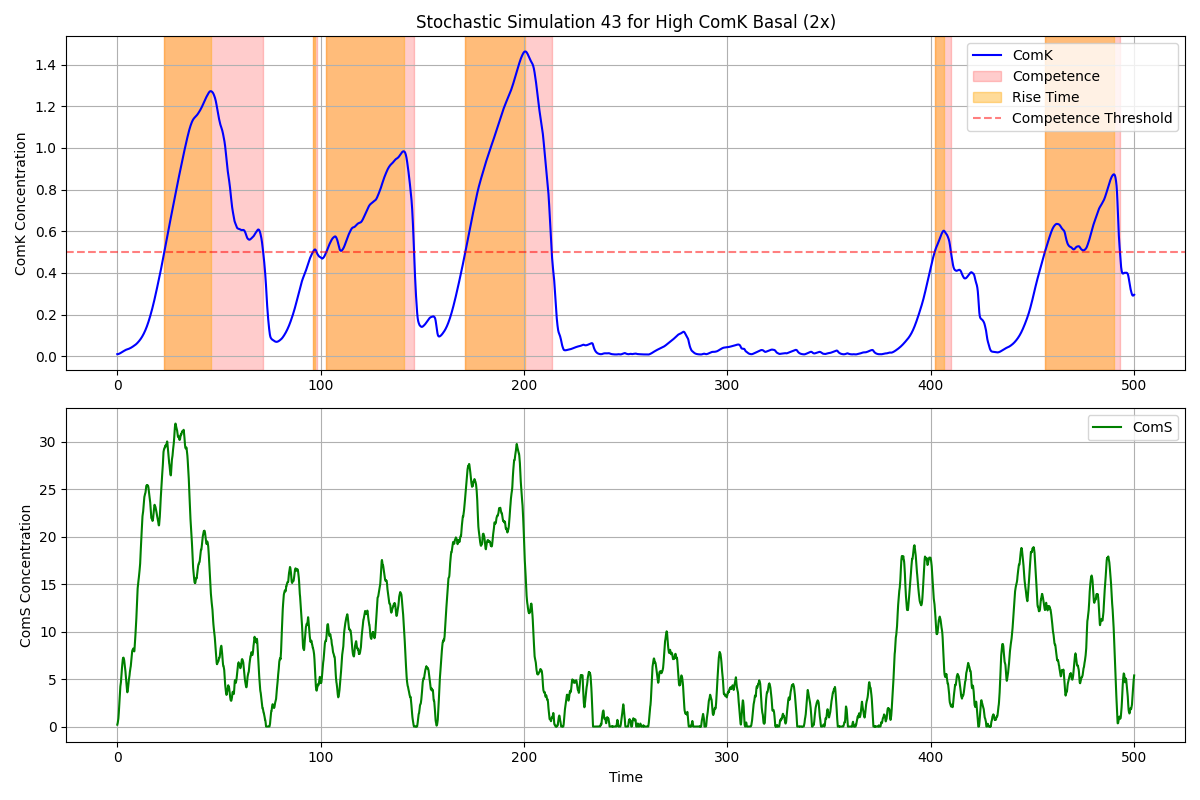 Stochastic Simulation 43 for High ComK Basal (2x)
ComK Concentration
1.4
1.2
1.0
0.8
0.6
0.4
0.2
0.0
ComK
Competence
Rise Time
Competence Threshold
0 100 200 300 400 500
ComS Concentration
30
25
20
15
10
5
0
ComS
0 100 200 300 400 500
Time